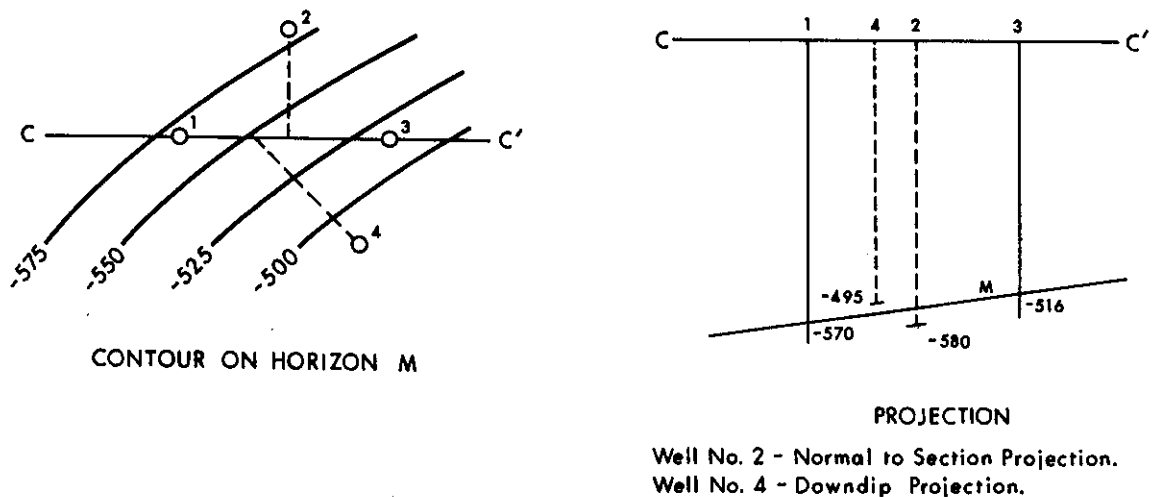 2
C
1
3
C'
4
-575
-550
-525
-500
CONTOUR ON HORIZON M
1 4 2 3
C C'
M
-495
-516
-570
-580
PROJECTION
Well No. 2 - Normal to Section Projection.
Well No. 4 - Downdip Projection.